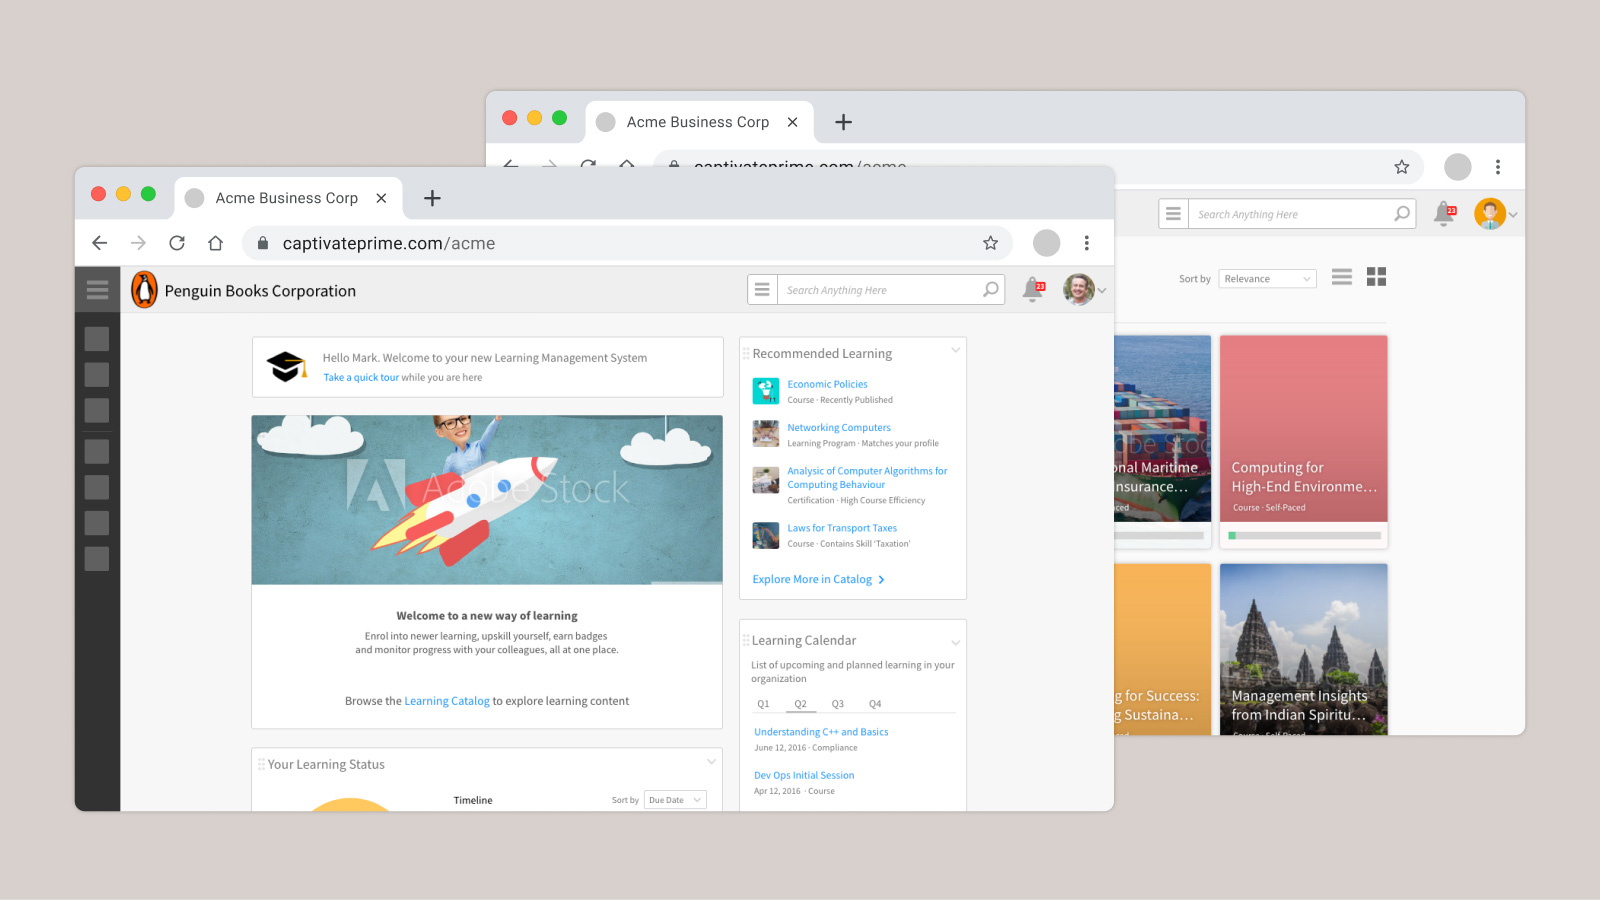 Acme Business Corp
captivateprime.com/acme
23
Search Anything Here
Sort by
Relevance
onal Maritime
nsurance...
Computing for
High-End Environme...
Course · Self-Paced
g for Success:
g Sustaina...
Management Insights
from Indian Spiritu...
Course · Self-Paced
Acme Business Corp
captivateprime.com/acme
Penguin Books Corporation
Search Anything Here
23
Hello Mark. Welcome to your new Learning Management System
Take a quick tour while you are here
Adobe Stock
Welcome to a new way of learning
Enrol into newer learning, upskill yourself, earn badges
and monitor progress with your colleagues, all at one place.
Browse the Learning Catalog to explore learning content
Your Learning Status
Timeline
Sort by
Due Date
Recommended Learning
Economic Policies
Course · Recently Published
Networking Computers
Learning Program · Matches your profile
Analysis of Computer Algorithms for
Computing Behaviour
Certification · High Course Efficiency
Laws for Transport Taxes
Course · Contains Skill 'Taxation'
Explore More in Catalog
Learning Calendar
List of upcoming and planned learning in your
organization
Q1 Q2 Q3 Q4
Understanding C++ and Basics
June 12, 2016 · Compliance
Dev Ops Initial Session
Apr 12, 2016 · Course